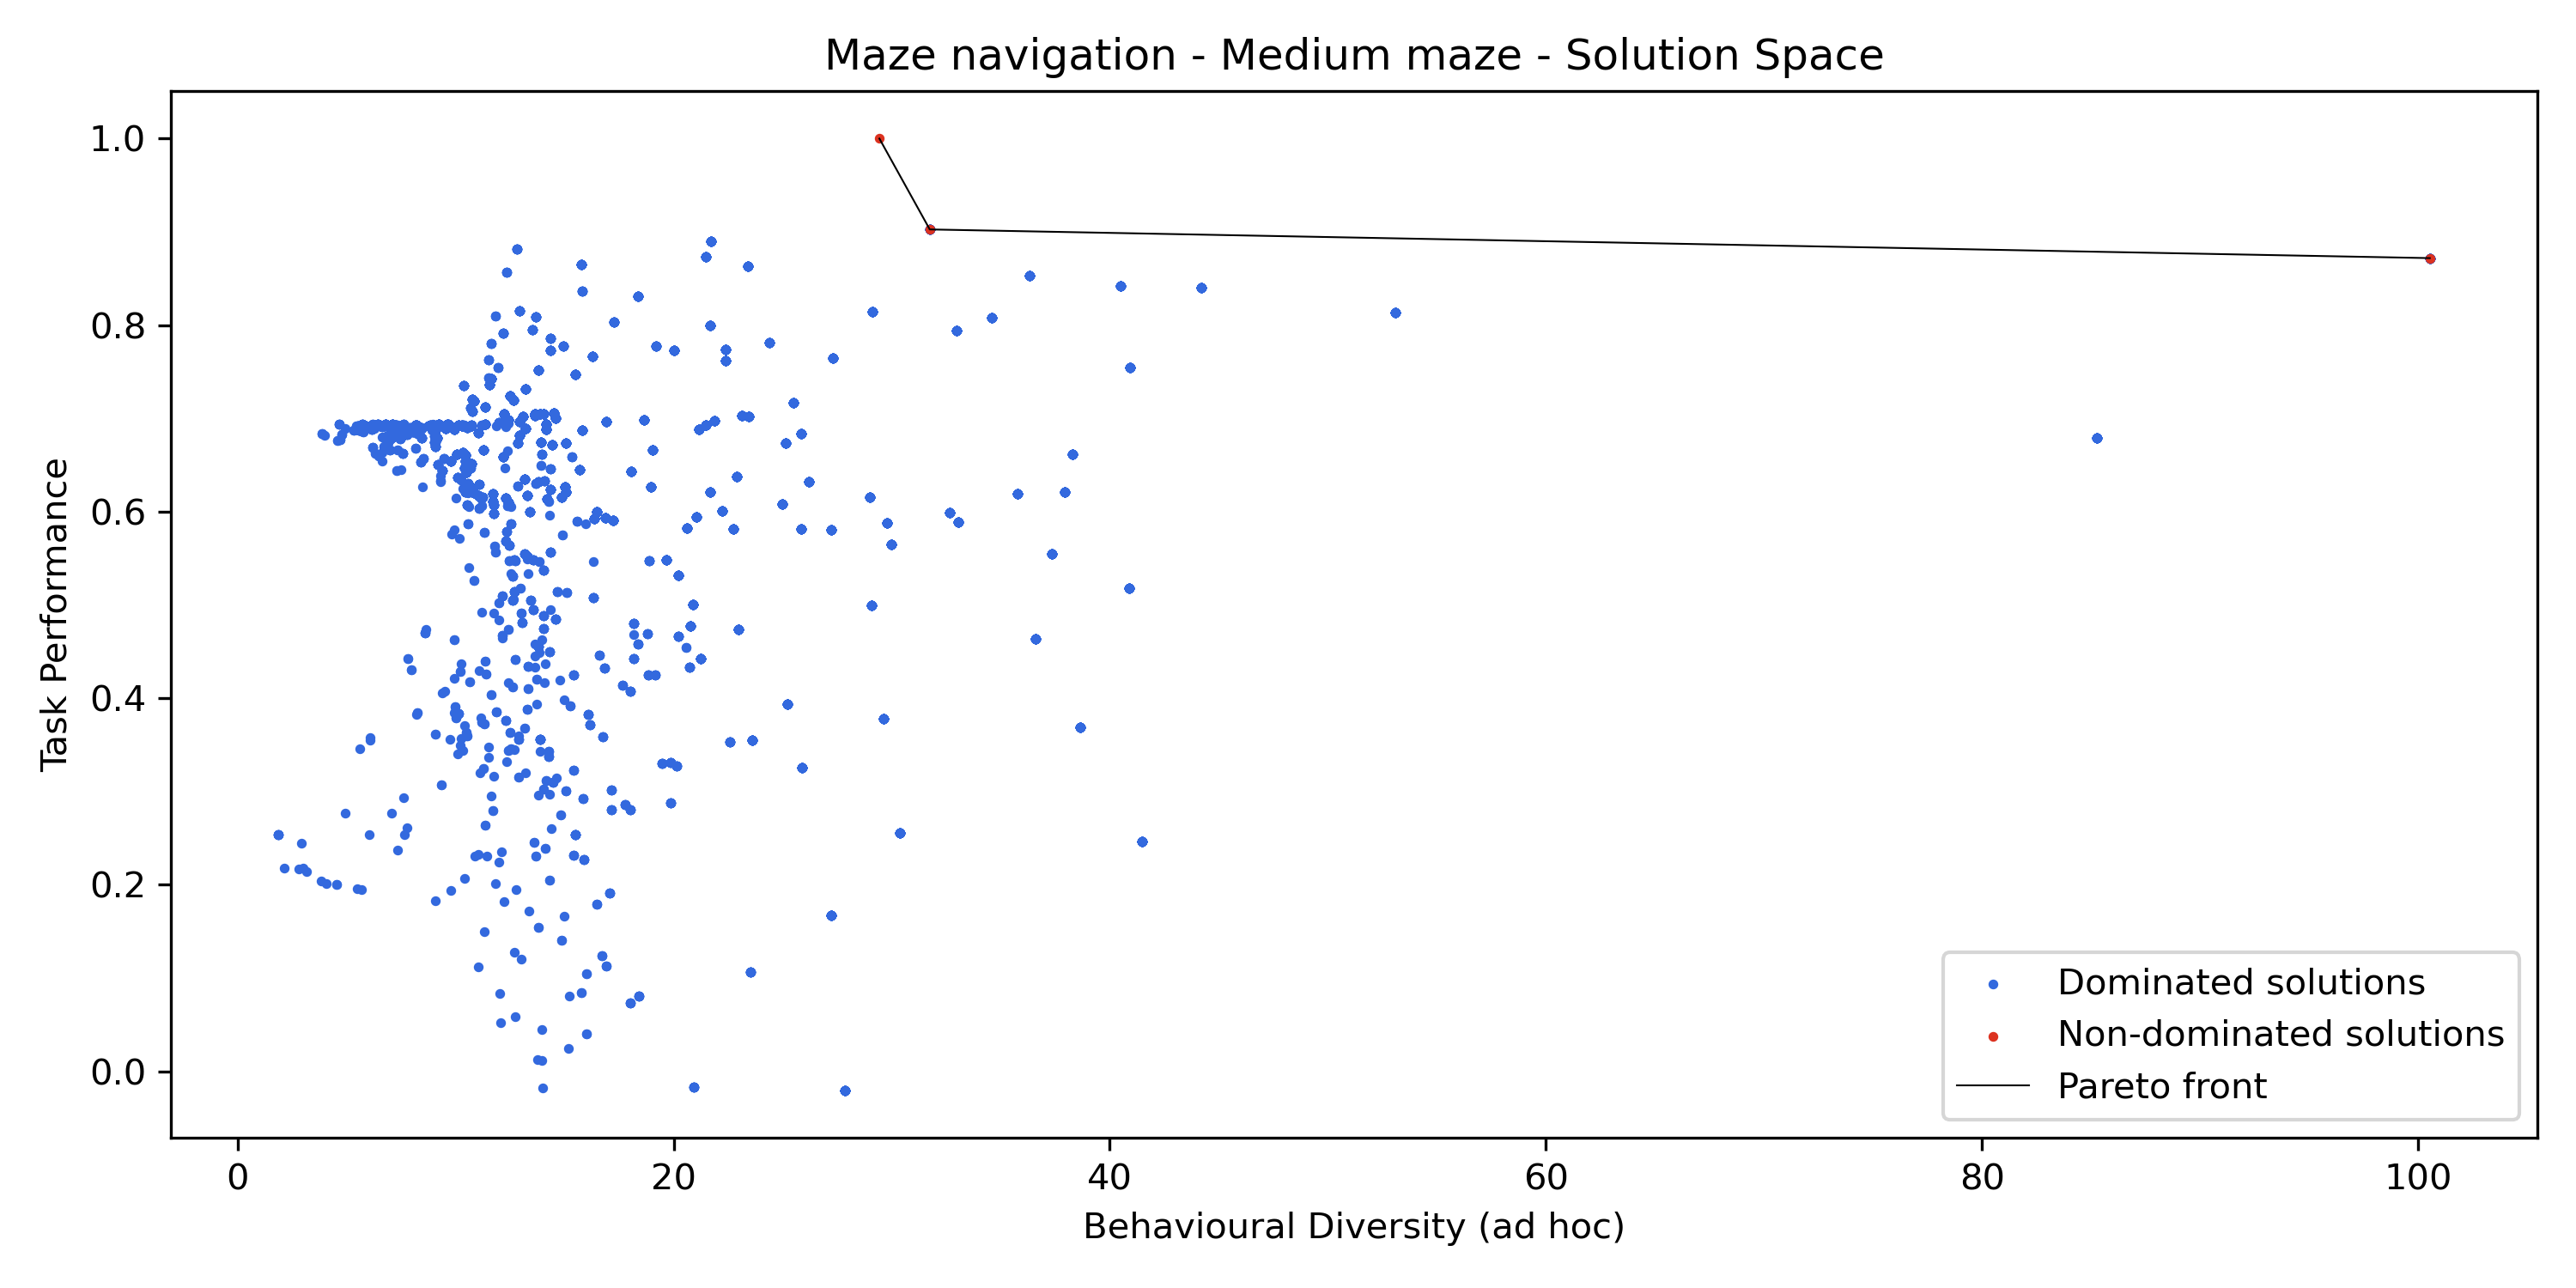 Maze navigation - Medium maze - Solution Space
1.0
0.8
0.6
0.4
0.2
0.0
Task Performance
0
20
40
60
80
100
Behavioural Diversity (ad hoc)
Dominated solutions
Non-dominated solutions
Pareto front